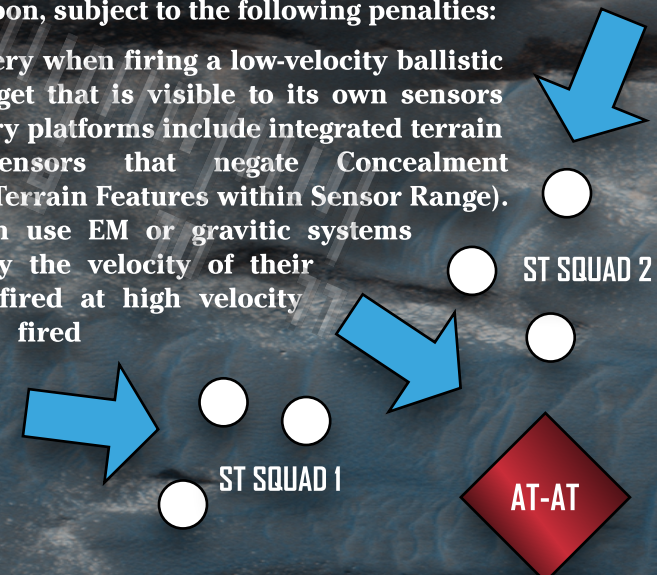 oon, subject to the following penalties:
ery when firing a low-velocity ballistic
get that is visible to its own sensors
ry platforms include integrated terrain
ensors that negate Concealment
Terrain Features within Sensor Range).
n use EM or gravitic systems
y the velocity of their
fired at high velocity
fired
ST SQUAD 2
ST SQUAD 1
AT-AT